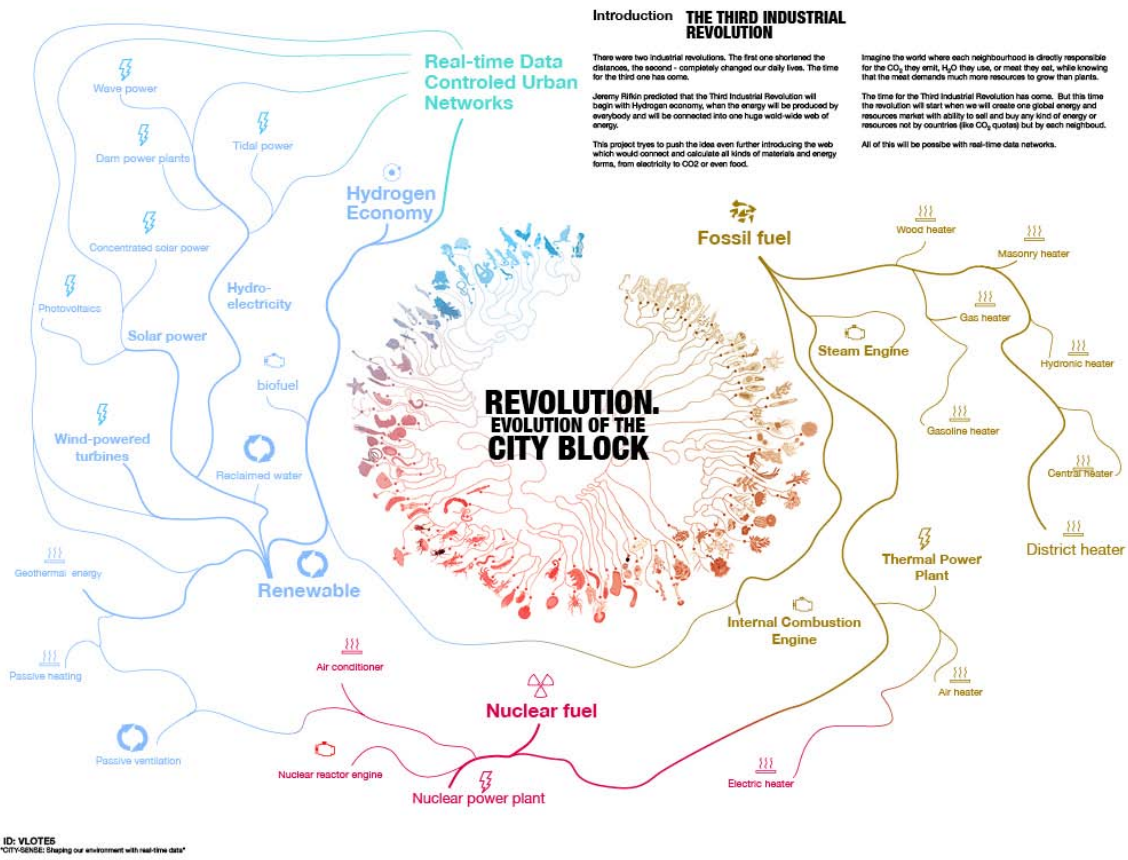 Introduction THE THIRD INDUSTRIAL
REVOLUTION
There were two industrial revolutions. The first one shortened the
distances, the second - completely changed our daily lives. The time
for the third one has come.
Jeremy Rifkin predicted that the Third Industrial Revolution will
begin with Hydrogen economy, whan the energy will be produced by
everybody and will be connected into one huge wold-wide web of
energy.
This project tryes to push the idea even further introducing the web
which would connect and calculate all kinds of materials and energy
forms, from electricity to CO2 or even food.
Imagine the world where each neighbourhood is directly responsible
for the CO₂ they emit, H₂O they use, or meat they eat, while knowing
that the meat demands much more resources to grow than plants.
The time for the Third Industrial Revolution has come. But this time
the revolution will start when we will create one global energy and
resources market with ability to sell and buy any kind of energy or
resources not by countries (like CO₂ quotas) but by each neighboud.
All of this will be possibe with real-time data networks.
Real-time Data
Controled Urban
Networks
Wave power
Dam power plants
Tidal power
Hydrogen
Economy
Concentrated solar power
Photovoltaics
Hydro-
electricity
Solar power
biofuel
Wind-powered
turbines
Reclaimed water
Geothermal energy
Renewable
Passive heating
Passive ventilation
REVOLUTION.
EVOLUTION OF THE
CITY BLOCK
Fossil fuel
Wood heater
Masonry heater
Gas heater
Steam Engine
Hydronic heater
Gasoline heater
Central heater
District heater
Thermal Power
Plant
Internal Combustion
Engine
Air heater
Air conditioner
Nuclear fuel
Nuclear reactor engine
Nuclear power plant
Electric heater
ID: VLOTE5
"CITY-SENSE: Shaping our environment with real-time data"